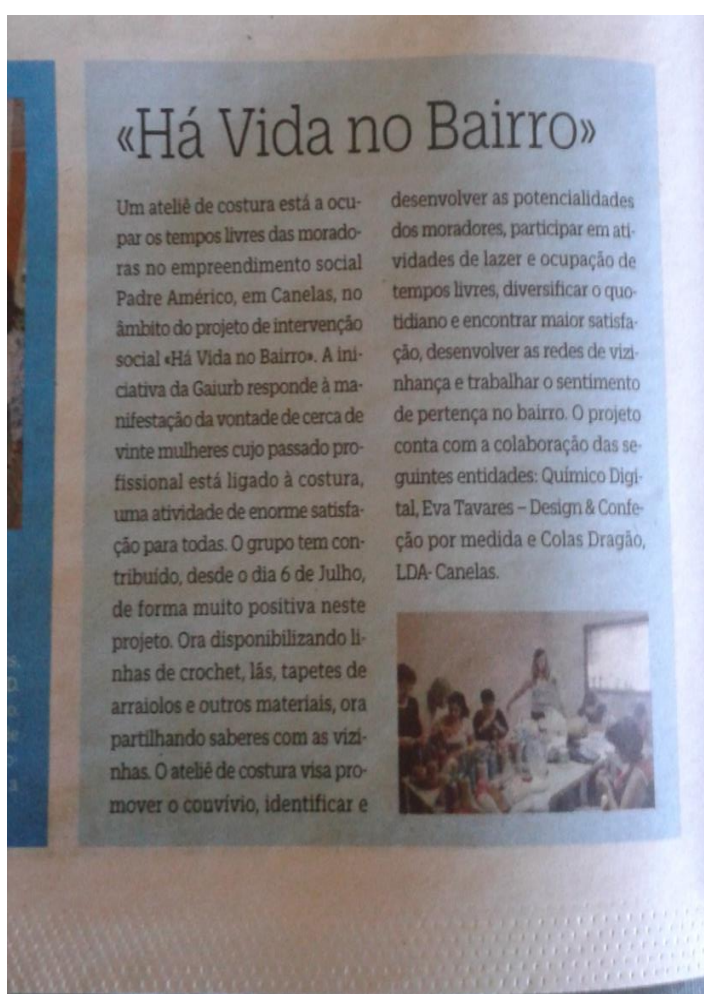 «Há Vida no Bairro»
Um ateliê de costura está a ocu-
par os tempos livres das morado-
ras no empreendimento social
Padre Américo, em Canelas, no
âmbito do projeto de intervenção
social «Há Vida no Bairro». A ini-
ciativa da Gaiurb responde à ma-
nifestação da vontade de cerca de
vinte mulheres cujo passado pro-
fissional está ligado à costura,
uma atividade de enorme satisfa-
ção para todas. O grupo tem con-
tribuído, desde o dia 6 de Julho,
de forma muito positiva neste
projeto. Ora disponibilizando li-
nhas de crochet, lãs, tapetes de
arraiolos e outros materiais, ora
partilhando saberes com as vizi-
nhas. O ateliê de costura visa pro-
mover o convívio, identificar e
desenvolver as potencialidades
dos moradores, participar em ati-
vidades de lazer e ocupação de
tempos livres, diversificar o quo-
tidiano e encontrar maior satisfa-
ção, desenvolver as redes de vizi-
nhança e trabalhar o sentimento
de pertença no bairro. O projeto
conta com a colaboração das se-
guintes entidades: Químico Digi-
tal, Eva Tavares – Design & Confe-
ção por medida e Colas Dragão,
LDA- Canelas.